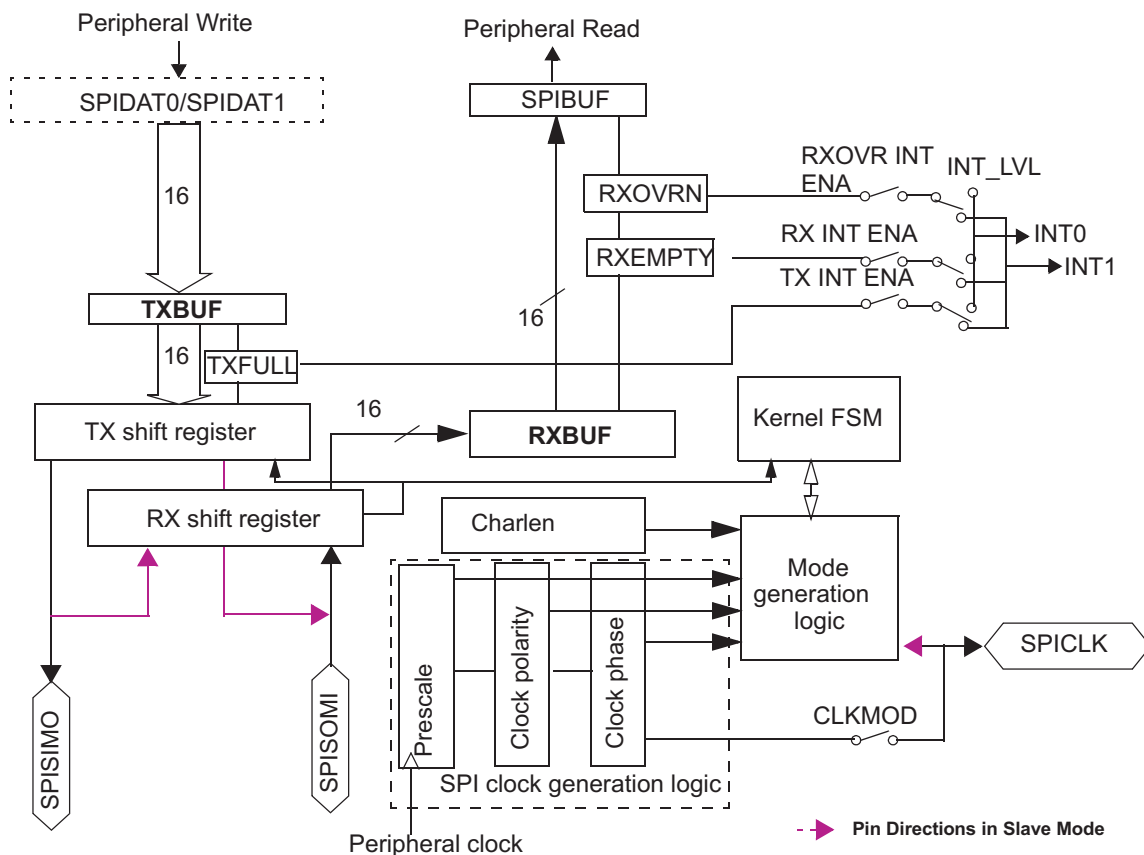 Peripheral Write
Peripheral Read
SPIDAT0/SPIDAT1
SPIBUF
16
RXOVRN
RXOVR INT
ENA
INT_LVL
RXEMPTY
RX INT ENA
INT0
INT1
TX INT ENA
TXBUF
16
16
TXFULL
TX shift register
16
RXBUF
Kernel FSM
RX shift register
Charlen
Mode
generation
logic
Prescale
Clock polarity
Clock phase
SPICLK
CLKMOD
SPISIMO
SPISOMI
SPI clock generation logic
Peripheral clock
Pin Directions in Slave Mode